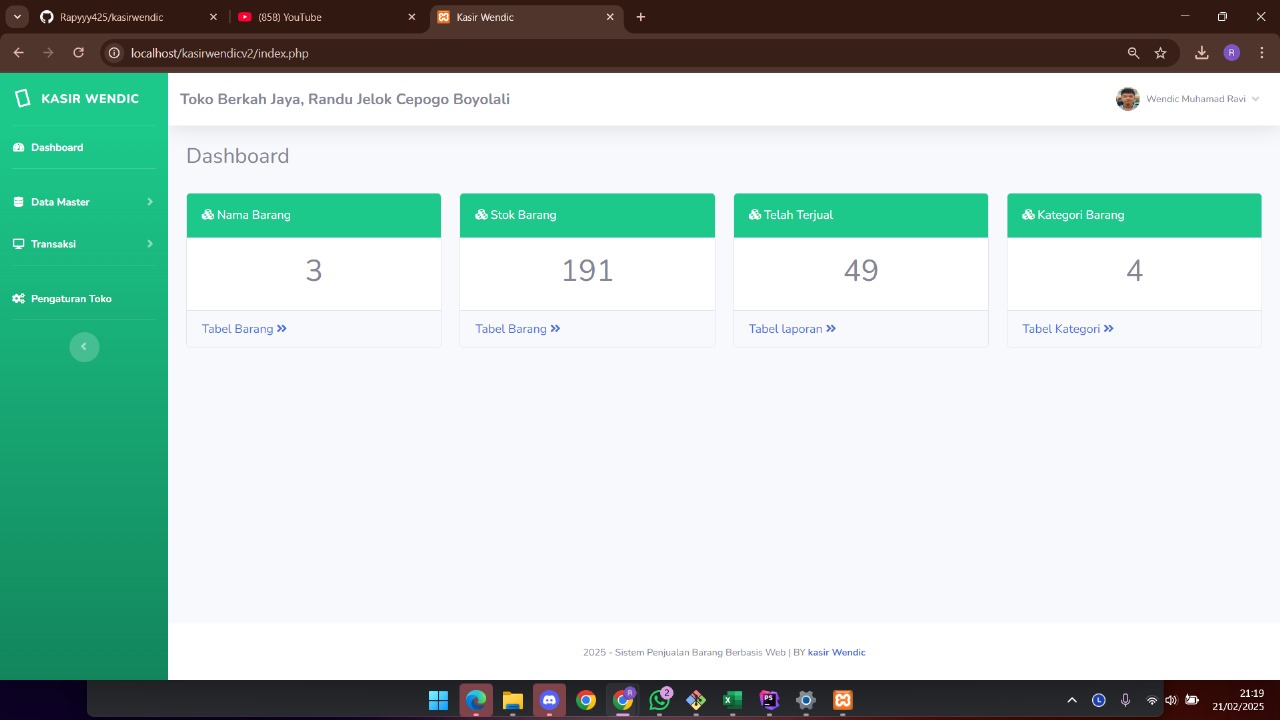 Rapyyy425/kasirwendic
(858) YouTube
Kasir Wendic
localhost/kasirwendicv2/index.php
R
KASIR WENDIC
Toko Berkah Jaya, Randu Jelok Cepogo Boyolali
Wendic Muhamad Ravi
Dashboard
Data Master
Transaksi
Pengaturan Toko
Dashboard
Nama Barang
Stok Barang
Telah Terjual
Kategori Barang
3
191
49
4
Tabel Barang
Tabel Barang
Tabel laporan
Tabel Kategori
2025 - Sistem Penjualan Barang Berbasis Web | BY kasir Wendic
R
2
PS
L
21:19
21/02/2025